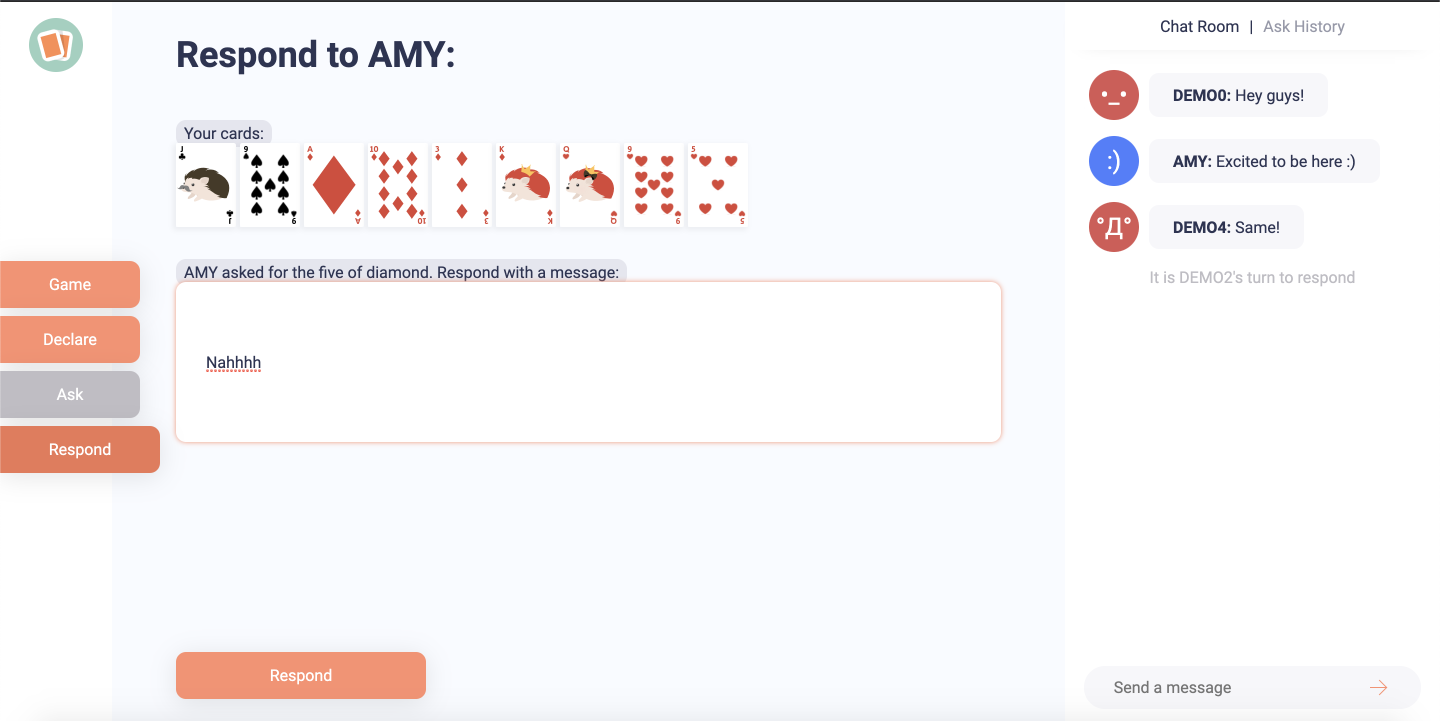 Respond to AMY:
Your cards:
J 9 A 10 3 K Q 9 5
J 9 A 10 3 K Q 9 5
AMY asked for the five of diamond. Respond with a message:
Nahhhh
Game
Declare
Ask
Respond
Respond
Chat Room | Ask History
DEMO0: Hey guys!
:) AMY: Excited to be here :)
°Д° DEMO4: Same!
It is DEMO2's turn to respond
Send a message